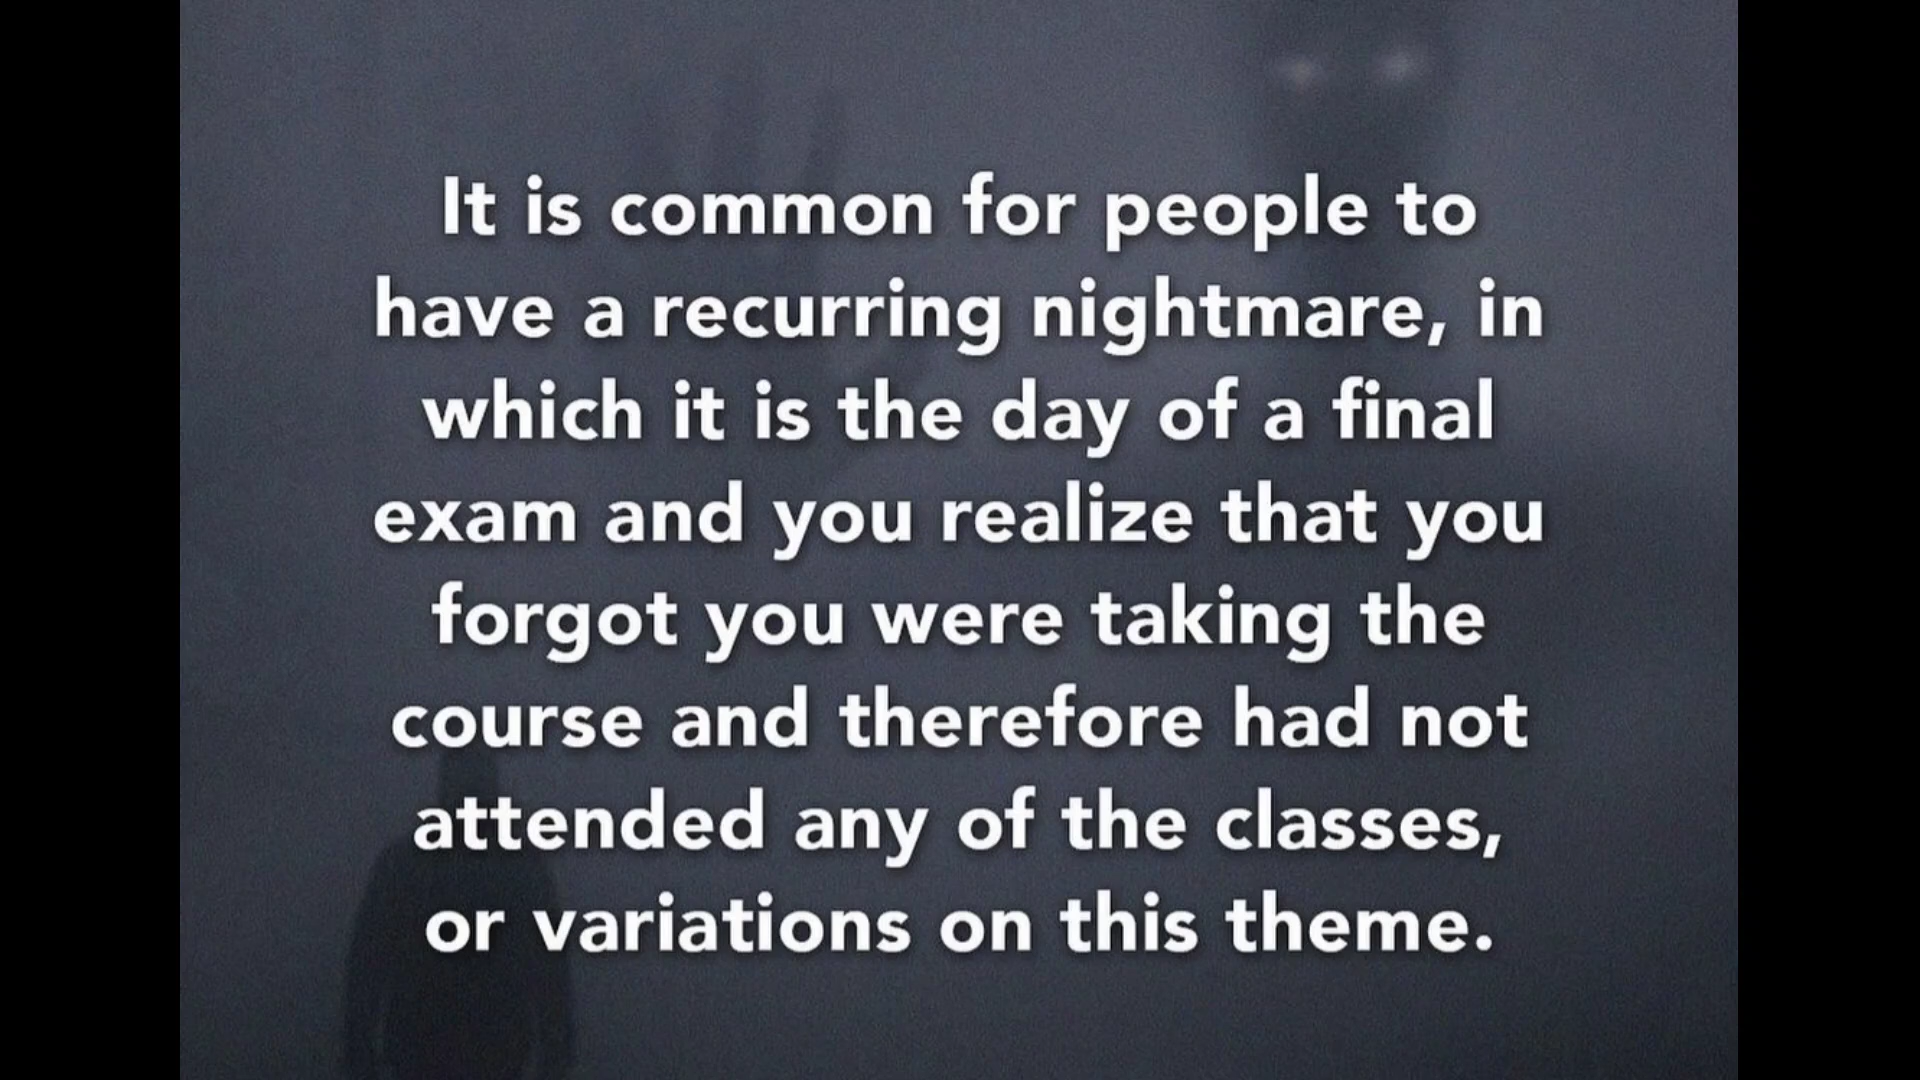 It is common for people to
have a recurring nightmare, in
which it is the day of a final
exam and you realize that you
forgot you were taking the
course and therefore had not
attended any of the classes,
or variations on this theme.